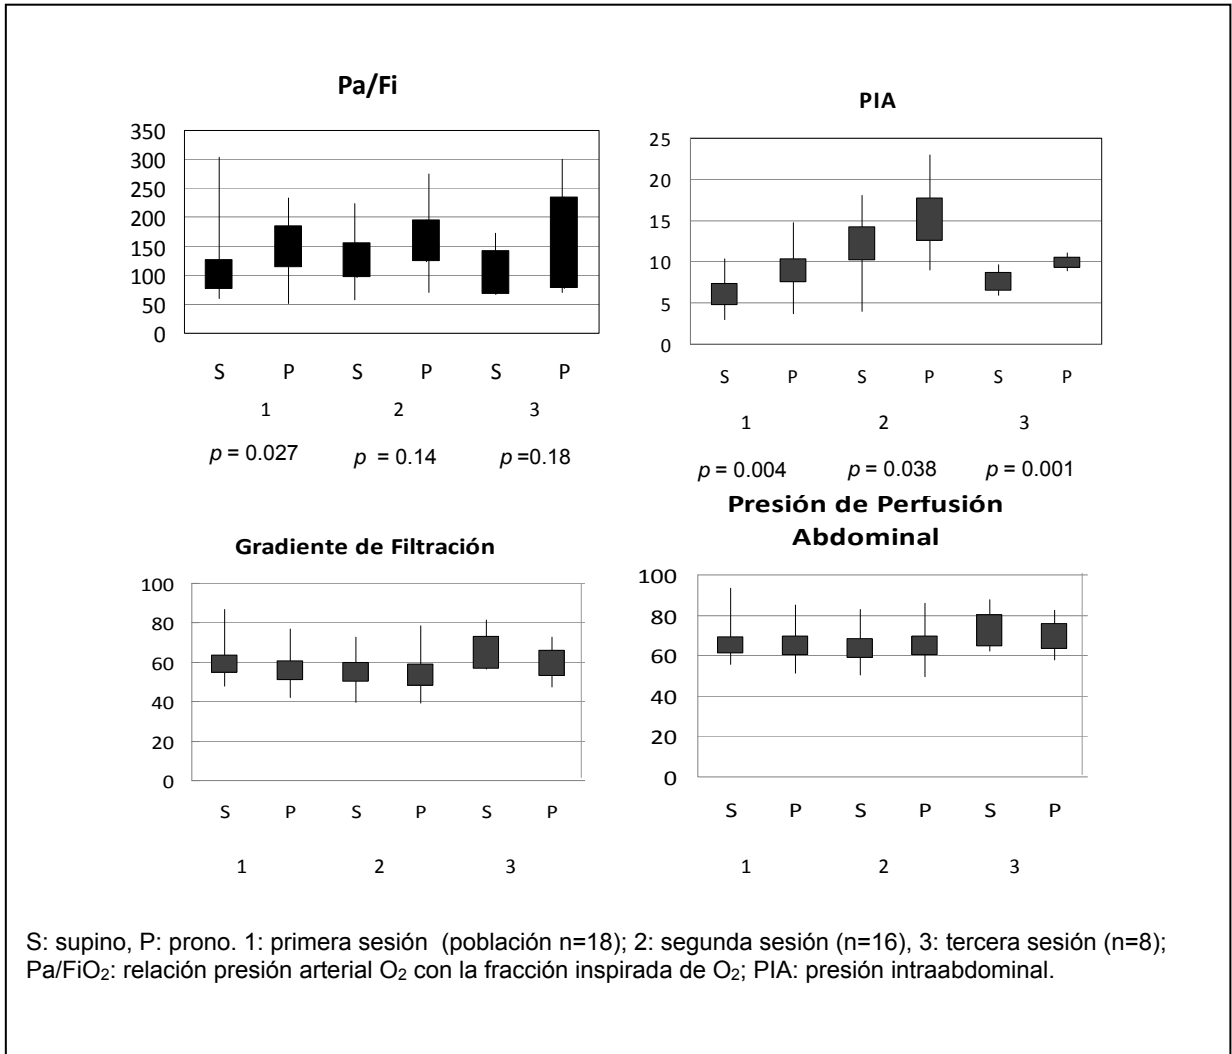 Pa/Fi
350
300
250
200
150
100
50
0
S P S P S P
1 2 3
p = 0.027 p = 0.14 p =0.18
PIA
25
20
15
10
5
0
S P S P S P
1 2 3
p = 0.004 p = 0.038 p = 0.001
Gradiente de Filtración
100
80
60
40
20
0
S P S P S P
1 2 3
Presión de Perfusión
Abdominal
100
80
60
40
20
0
S P S P S P
1 2 3
S: supino, P: prono. 1: primera sesión (población n=18); 2: segunda sesión (n=16), 3: tercera sesión (n=8);
Pa/FiO₂: relación presión arterial O₂ con la fracción inspirada de O₂; PIA: presión intraabdominal.